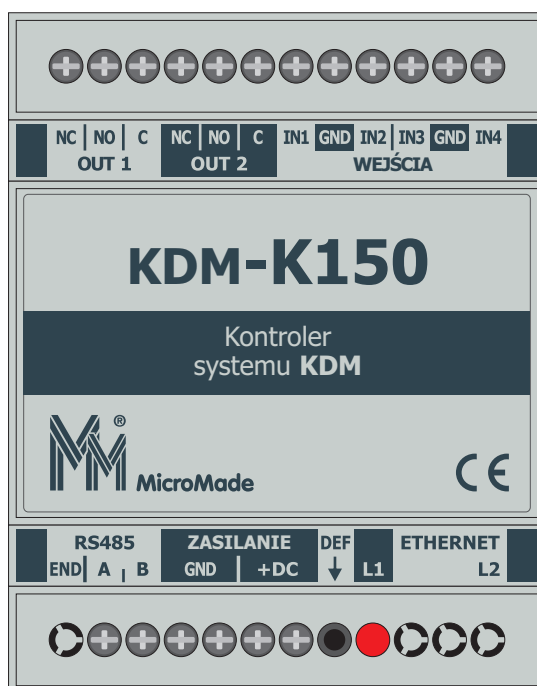 NC NO C NC NO C IN1 GND IN2 IN3 GND IN4
OUT 1 OUT 2 WEJŚCIA
KDM-K150
Kontroler
systemu KDM
MM®
MicroMade
CE
RS485 ZASILANIE DEF ETHERNET
END A B GND +DC L1 L2